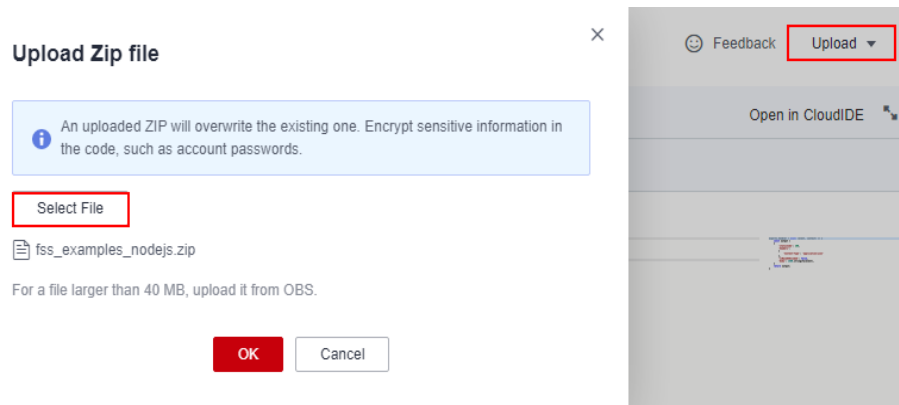 Upload Zip file
An uploaded ZIP will overwrite the existing one. Encrypt sensitive information in
the code, such as account passwords.
Select File
fss_examples_nodejs.zip
For a file larger than 40 MB, upload it from OBS.
OK
Cancel
Feedback
Upload
Open in CloudIDE